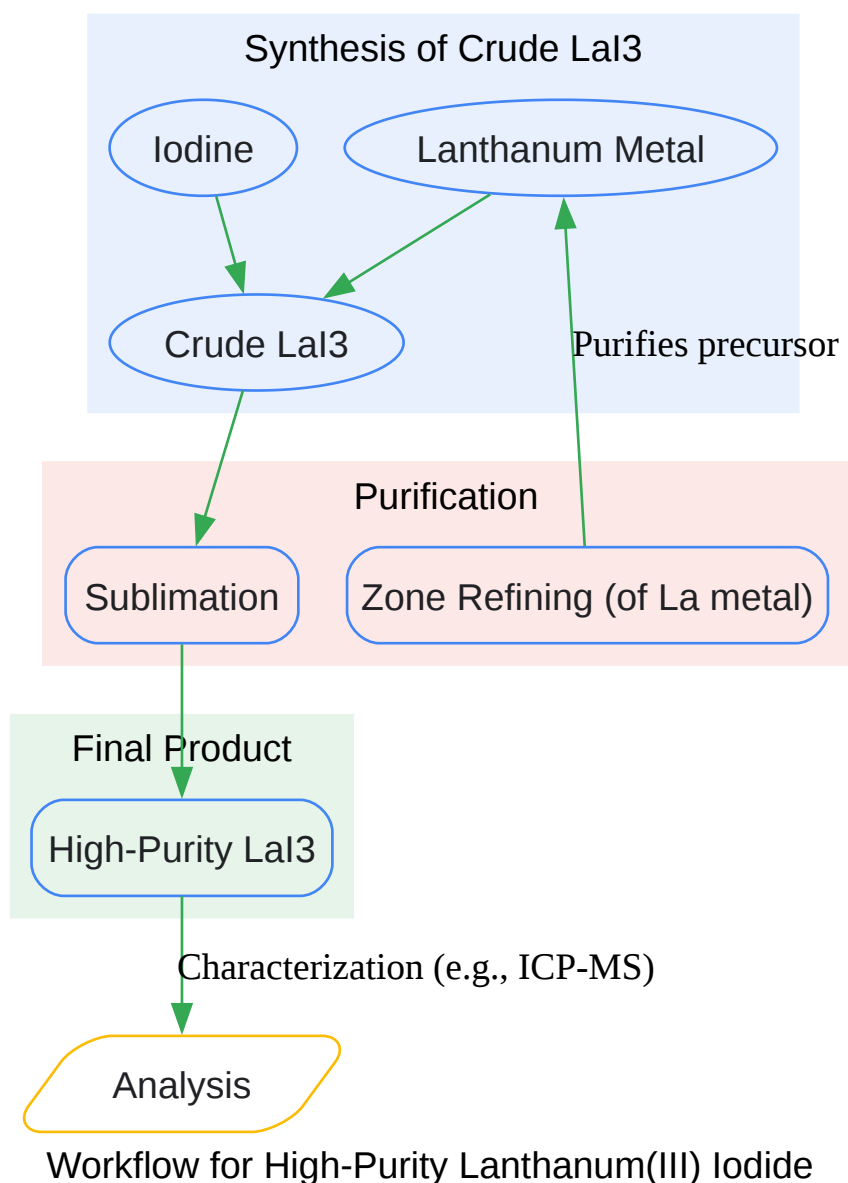 Synthesis of Crude LaI3
Iodine
Lanthanum Metal
Crude LaI3
Purifies precursor
Purification
Sublimation
Zone Refining (of La metal)
Final Product
High-Purity LaI3
Characterization (e.g., ICP-MS)
Analysis
Workflow for High-Purity Lanthanum(III) Iodide